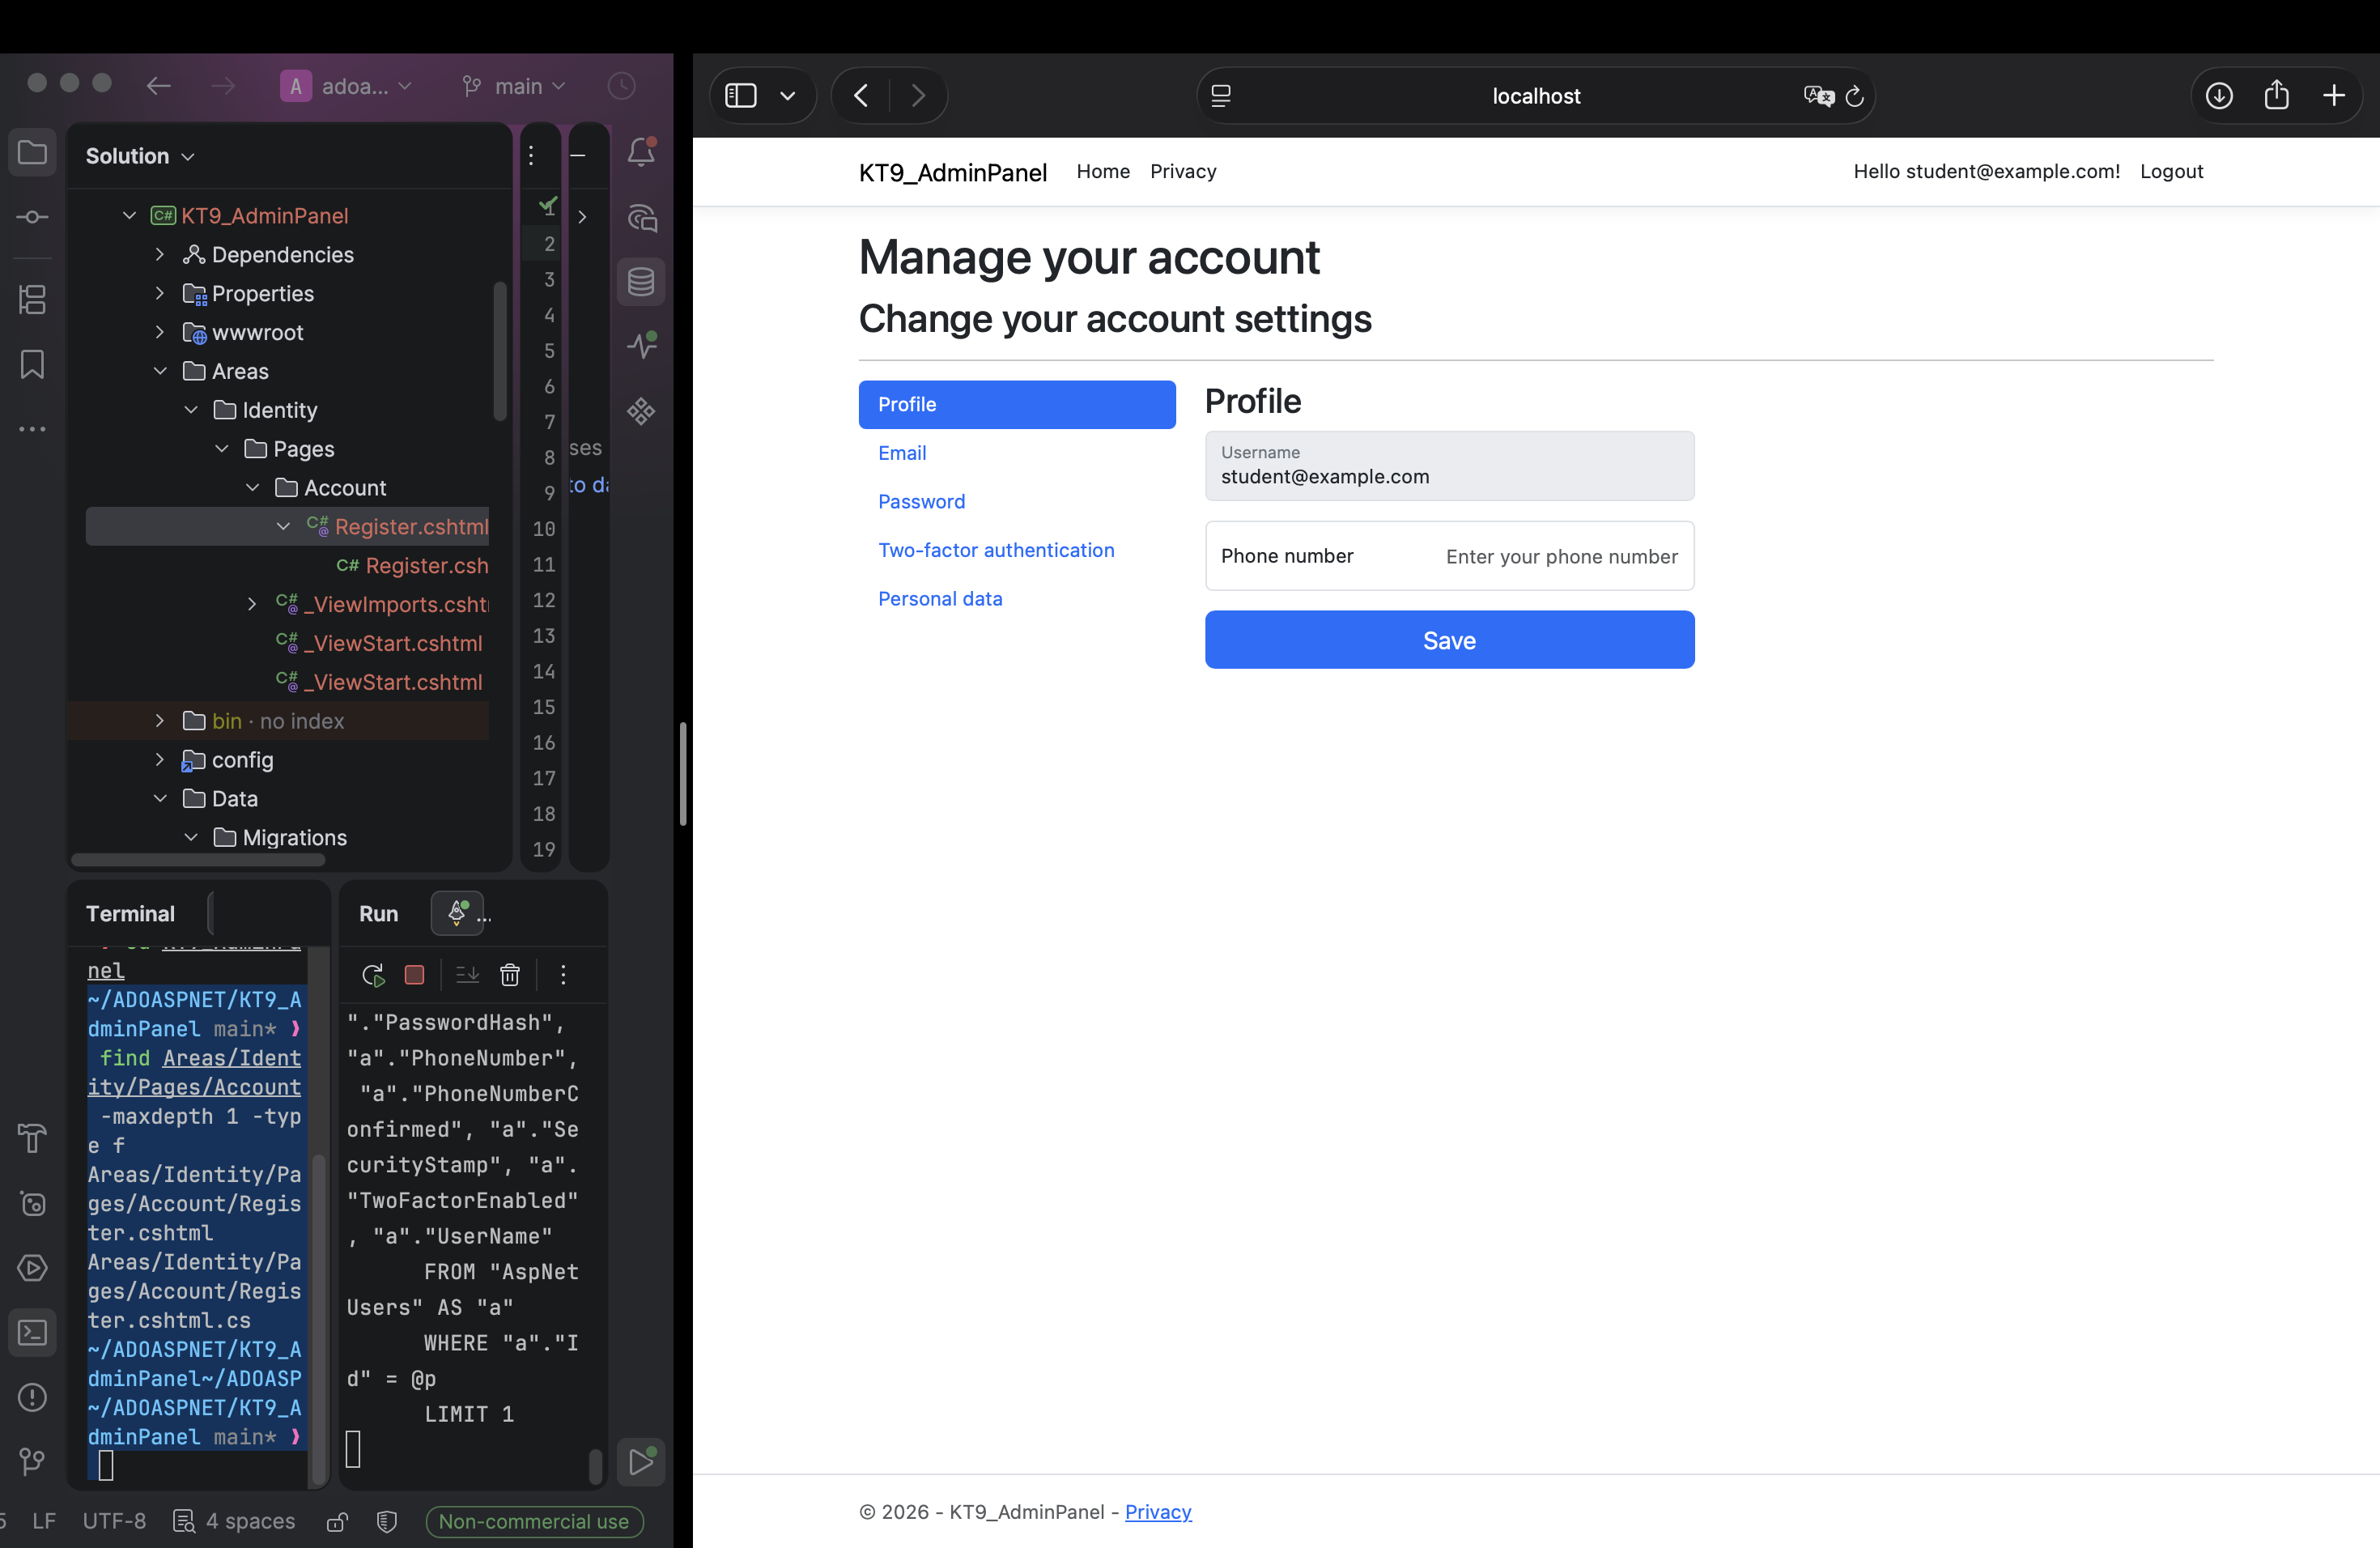 A adoa... main
Solution
KT9_AdminPanel
Dependencies
Properties
wwwroot
Areas
Identity
Pages
Account
Register.cshtml
Register.csh
_ViewImports.csht
_ViewStart.cshtml
_ViewStart.cshtml
bin · no index
config
Data
Migrations
1
2
3
4
5
6
7
8
9
10
11
12
13
14
15
16
17
18
19
ses
to da
Terminal
nel
~/ADOASPNET/KT9_A
dminPanel main* ❯
find Areas/Ident
ity/Pages/Account
-maxdepth 1 -typ
e f
Areas/Identity/Pa
ges/Account/Regis
ter.cshtml
Areas/Identity/Pa
ges/Account/Regis
ter.cshtml.cs
~/ADOASPNET/KT9_A
dminPanel~/ADOASP
~/ADOASPNET/KT9_A
dminPanel main* ❯
Run ...
"."PasswordHash",
"a"."PhoneNumber",
"a"."PhoneNumberC
onfirmed", "a"."Se
curityStamp", "a".
"TwoFactorEnabled"
, "a"."UserName"
FROM "AspNet
Users" AS "a"
WHERE "a"."I
d" = @p
LIMIT 1
LF UTF-8 4 spaces Non-commercial use
localhost
KT9_AdminPanel Home Privacy Hello student@example.com! Logout
Manage your account
Change your account settings
Profile
Email
Password
Two-factor authentication
Personal data
Profile
Username
student@example.com
Phone number Enter your phone number
Save
© 2026 - KT9_AdminPanel - Privacy